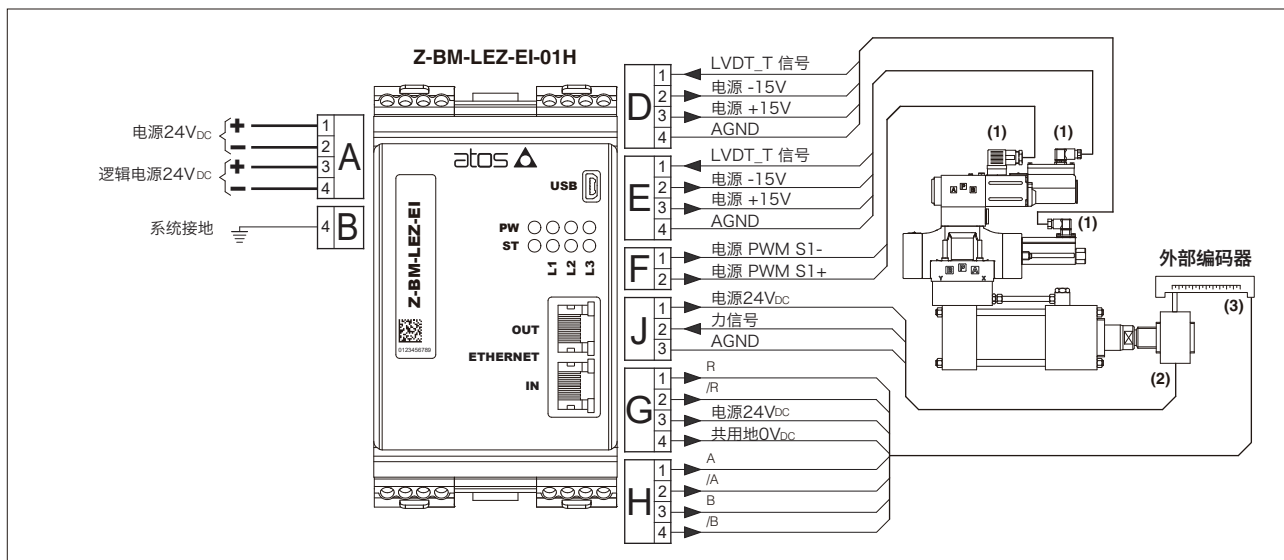 Z-BM-LEZ-EI-01H
电源24VDC
逻辑电源24VDC
系统接地
+
-
+
-
1
2
3
4
A
4
B
atos
USB
PW
ST
L1
L2
L3
Z-BM-LEZ-EI
0123456789
OUT
ETHERNET
IN
D
1 LVDT_T 信号
2 电源 -15V
3 电源 +15V
4 AGND
E
1 LVDT_T 信号
2 电源 -15V
3 电源 +15V
4 AGND
F
1 电源 PWM S1-
2 电源 PWM S1+
J
1 电源24VDC
2 力信号
3 AGND
G
1 R
2 /R
3 电源24VDC
4 共用地0VDC
H
1 A
2 /A
3 B
4 /B
(1)
(1)
(1)
A P B
B P A
Y X
外部编码器
(3)
(2)